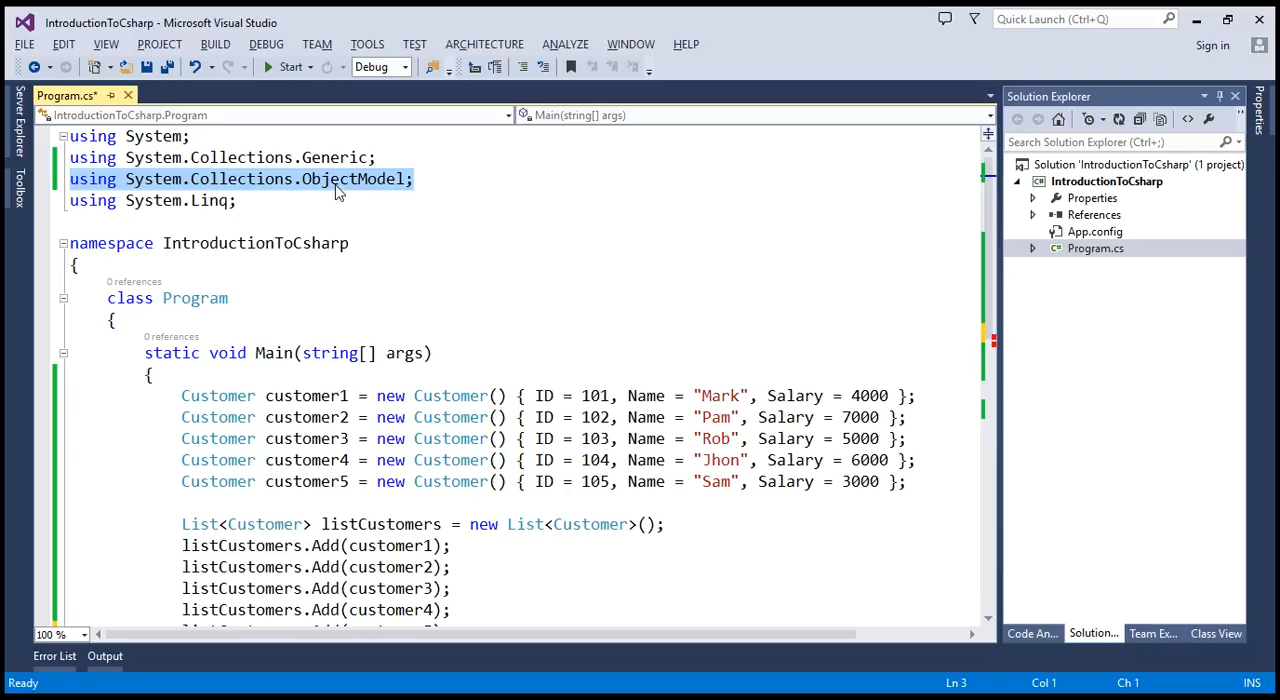 IntroductionToCsharp - Microsoft Visual Studio
Quick Launch (Ctrl+Q)
FILE EDIT VIEW PROJECT BUILD DEBUG TEAM TOOLS TEST ARCHITECTURE ANALYZE WINDOW HELP
Sign in
Start
Debug
Server Explorer
Toolbox
Program.cs*
IntroductionToCsharp.Program
Main(string[] args)
using System;
using System.Collections.Generic;
using System.Collections.ObjectModel;
using System.Linq;
namespace IntroductionToCsharp
{
0 references
class Program
{
0 references
static void Main(string[] args)
{
Customer customer1 = new Customer() { ID = 101, Name = "Mark", Salary = 4000 };
Customer customer2 = new Customer() { ID = 102, Name = "Pam", Salary = 7000 };
Customer customer3 = new Customer() { ID = 103, Name = "Rob", Salary = 5000 };
Customer customer4 = new Customer() { ID = 104, Name = "Jhon", Salary = 6000 };
Customer customer5 = new Customer() { ID = 105, Name = "Sam", Salary = 3000 };
List<Customer> listCustomers = new List<Customer>();
listCustomers.Add(customer1);
listCustomers.Add(customer2);
listCustomers.Add(customer3);
listCustomers.Add(customer4);
100 %
Solution Explorer
Search Solution Explorer (Ctrl+;)
Solution 'IntroductionToCsharp' (1 project)
IntroductionToCsharp
Properties
References
App.config
Program.cs
Code An... Solution... Team Ex... Class View
Properties
Error List Output
Ready
Ln 3 Col 1 Ch 1 INS